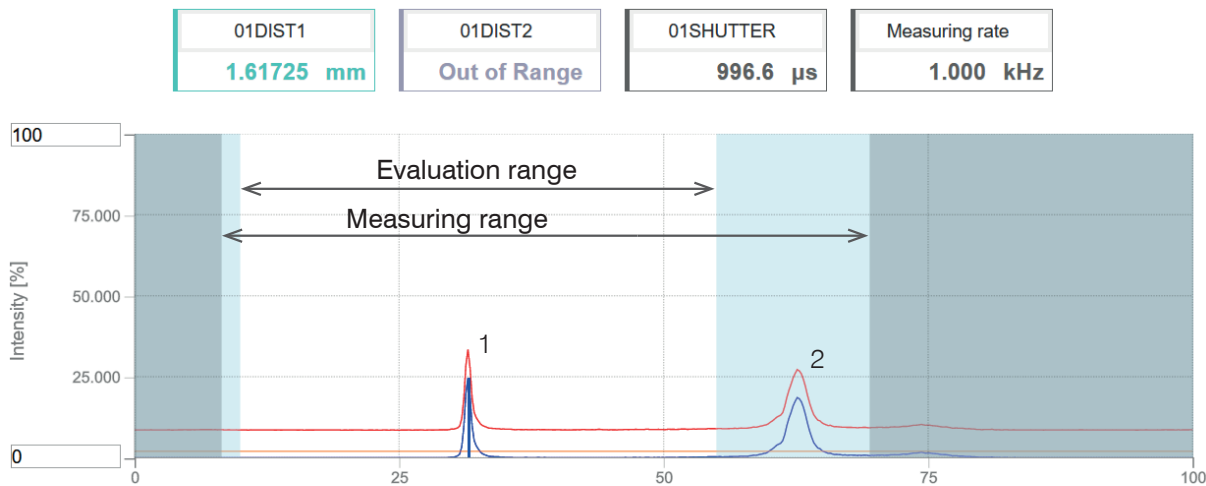 01DIST1 01DIST2 01SHUTTER Measuring rate
1.61725 mm Out of Range 996.6 µs 1.000 kHz
100
Evaluation range
75.000
Measuring range
Intensity [%]
50.000
1
2
25.000
0
0 25 50 75 100